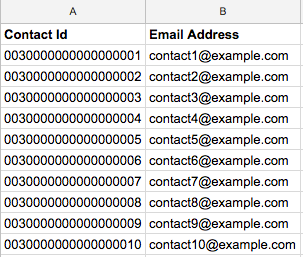 A
B
Contact Id Email Address
0030000000000000001 contact1@example.com
0030000000000000002 contact2@example.com
0030000000000000003 contact3@example.com
0030000000000000004 contact4@example.com
0030000000000000005 contact5@example.com
0030000000000000006 contact6@example.com
0030000000000000007 contact7@example.com
0030000000000000008 contact8@example.com
0030000000000000009 contact9@example.com
0030000000000000010 contact10@example.com